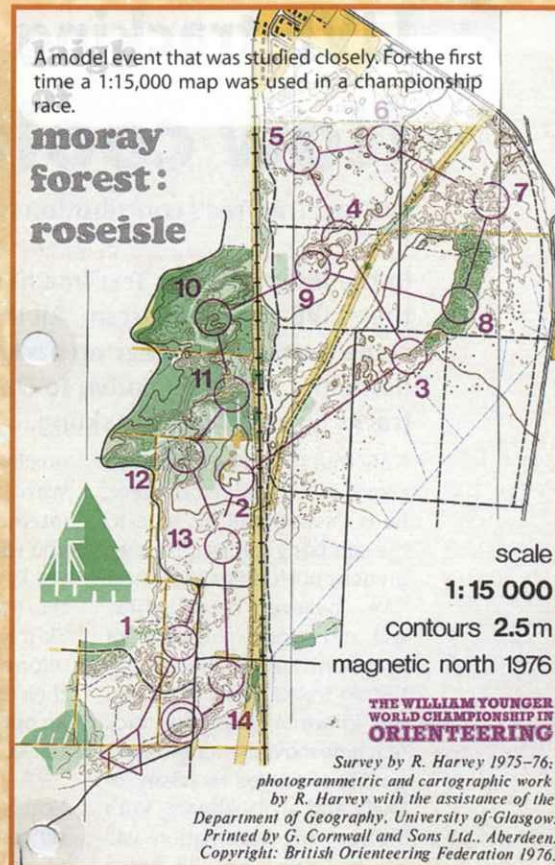 A model event that was studied closely. For the first
time a 1:15,000 map was used in a championship
race.
moray
forest:
roseisle
6
5
7
4
10
9
8
11
3
12
2
13
1
14
scale
1:15 000
contours 2.5m
magnetic north 1976
THE WILLIAM YOUNGER
WORLD CHAMPIONSHIP IN
ORIENTEERING
Survey by R. Harvey 1975–76:
photogrammetric and cartographic work
by R. Harvey with the assistance of the
Department of Geography, University of Glasgow.
Printed by G. Cornwall and Sons Ltd., Aberdeen.
Copyright: British Orienteering Federation 1976